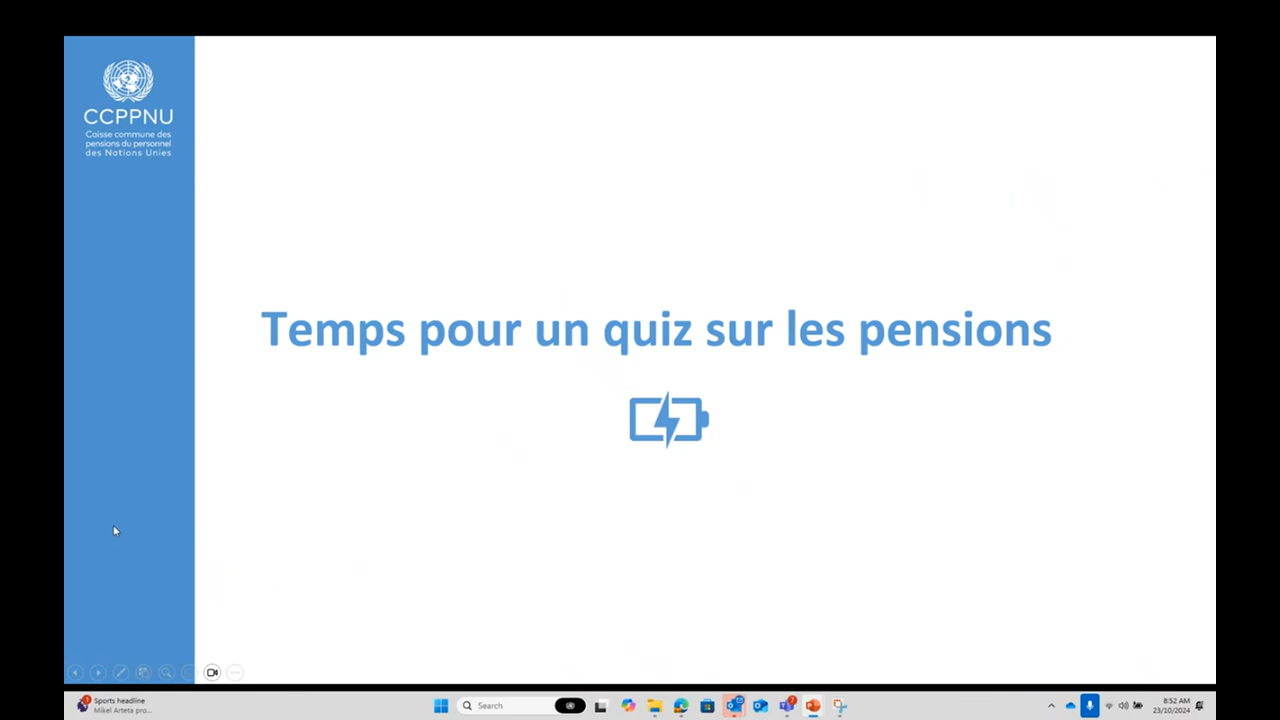 CCPPNU
Caisse commune des
pensions du personnel
des Nations Unies
Temps pour un quiz sur les pensions
Sports headline
Mikel Arteta pro...
Search
8:52 AM
23/10/2024